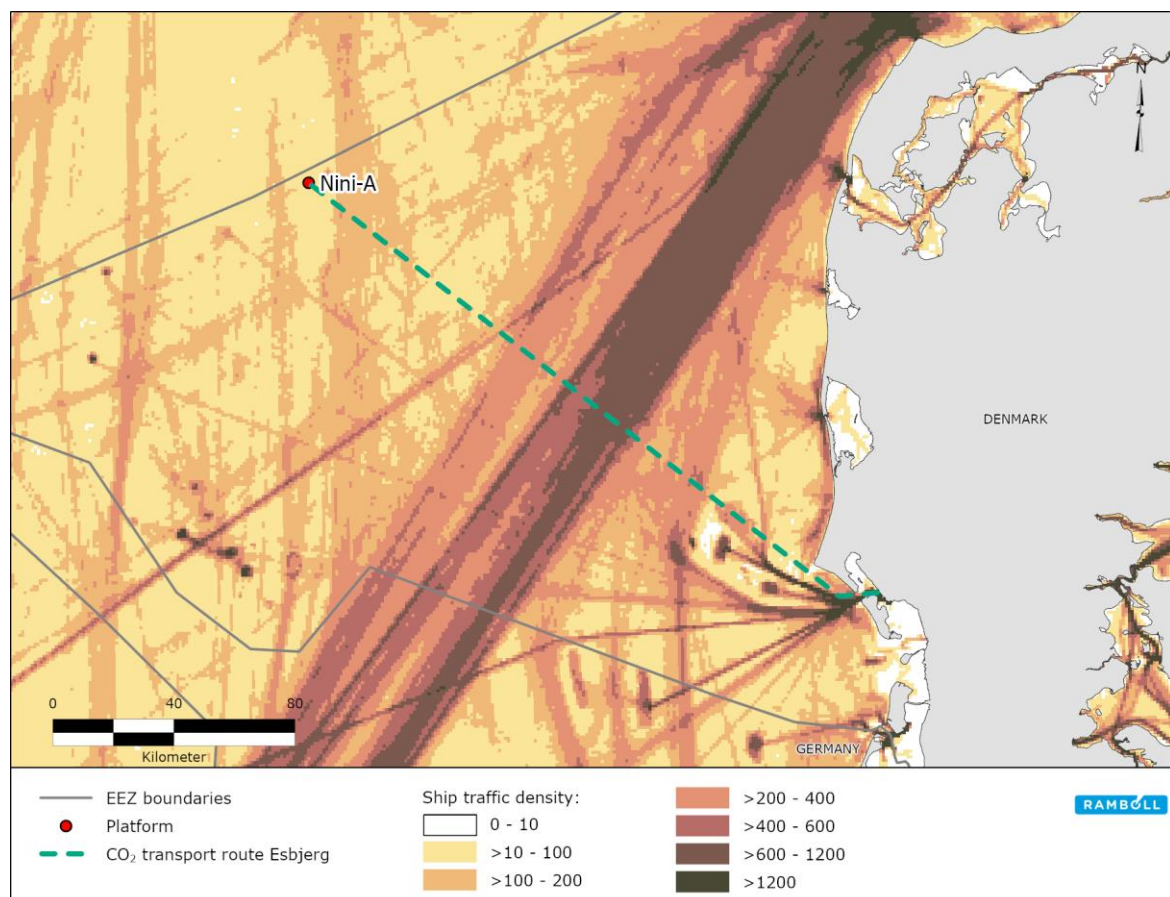 N
Nini-A
DENMARK
0 40 80
Kilometer
GERMANY
EEZ boundaries
Platform
CO₂ transport route Esbjerg
Ship traffic density:
0 - 10
>10 - 100
>100 - 200
>200 - 400
>400 - 600
>600 - 1200
>1200
RAMBOLL